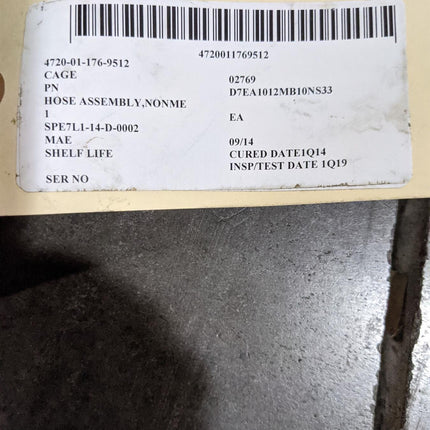 4720-01-176-9512 4720011769512
CAGE 02769
PN D7EA1012MB10NS33
HOSE ASSEMBLY,NONME
1 EA
SPE7L1-14-D-0002
MAE 09/14
SHELF LIFE CURED DATE1Q14
INSP/TEST DATE 1Q19
SER NO